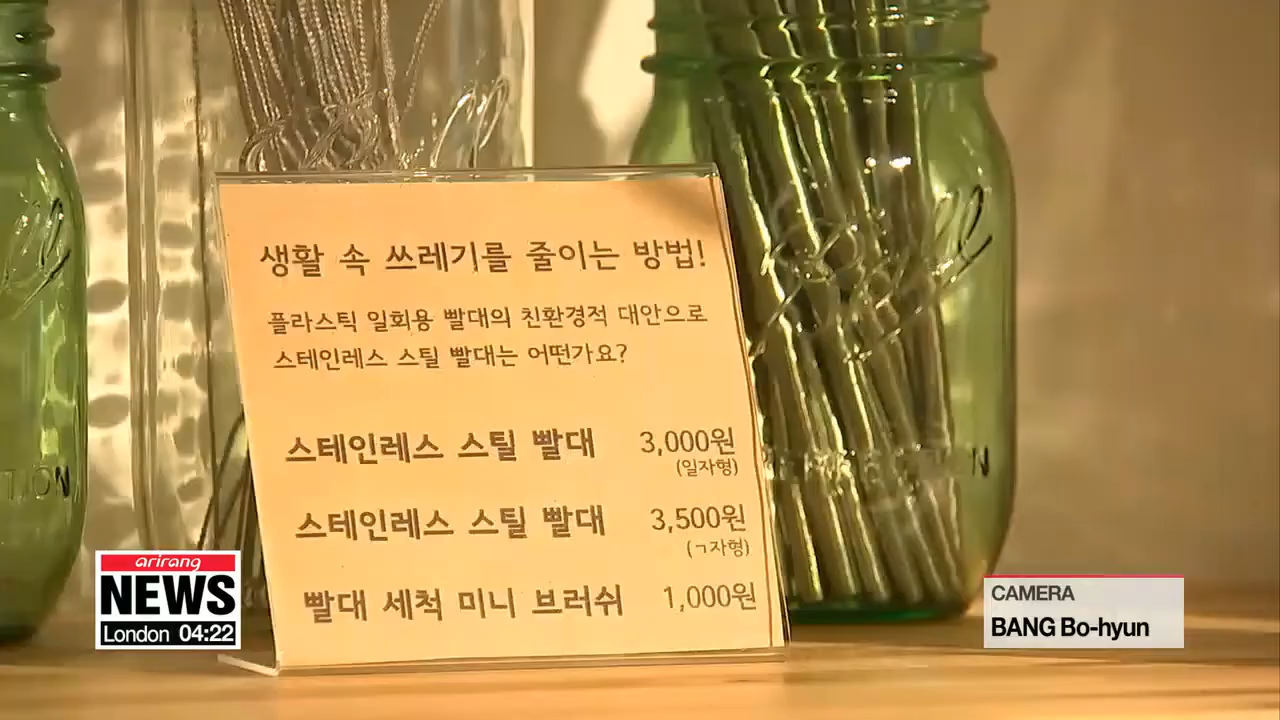 생활 속 쓰레기를 줄이는 방법!
플라스틱 일회용 빨대의 친환경적 대안으로
스테인레스 스틸 빨대는 어떤가요?
스테인레스 스틸 빨대 3,000원
(일자형)
스테인레스 스틸 빨대 3,500원
(ㄱ자형)
빨대 세척 미니 브러쉬 1,000원
Ball
arirang
NEWS
London 04:22
CAMERA
BANG Bo-hyun